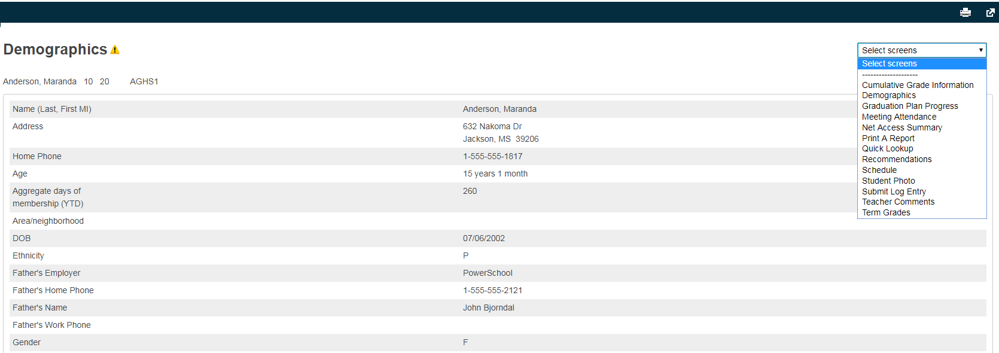 Demographics
Select screens
Select screens
--------------------
Cumulative Grade Information
Demographics
Graduation Plan Progress
Meeting Attendance
Net Access Summary
Print A Report
Quick Lookup
Recommendations
Schedule
Student Photo
Submit Log Entry
Teacher Comments
Term Grades
Anderson, Maranda 10 20 AGHS1
Name (Last, First MI) Anderson, Maranda
Address 632 Nakoma Dr
Jackson, MS 39206
Home Phone 1-555-555-1817
Age 15 years 1 month
Aggregate days of 260
membership (YTD)
Area/neighborhood
DOB 07/06/2002
Ethnicity P
Father's Employer PowerSchool
Father's Home Phone 1-555-555-2121
Father's Name John Bjorndal
Father's Work Phone
Gender F